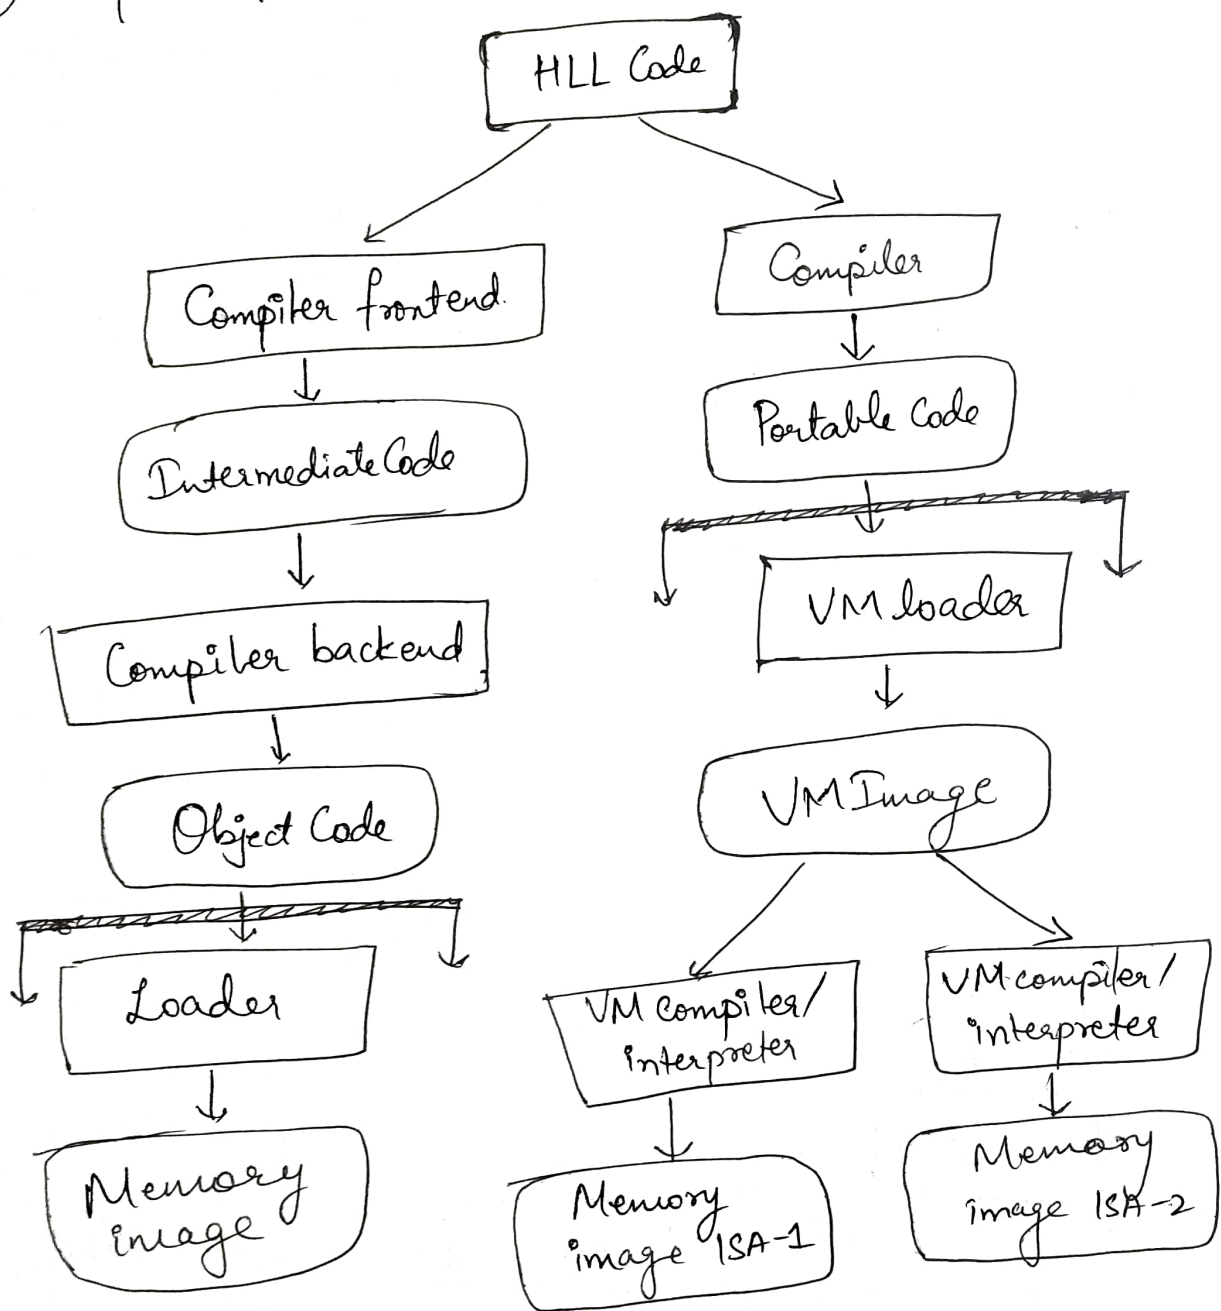 HLL Code
Compiler frontend
Intermediate Code
Compiler backend
Object Code
Loader
Memory
image
Compiler
Portable Code
VM loader
VM Image
VM compiler/
interpreter
Memory
image ISA-1
VM compiler/
interpreter
Memory
image ISA-2